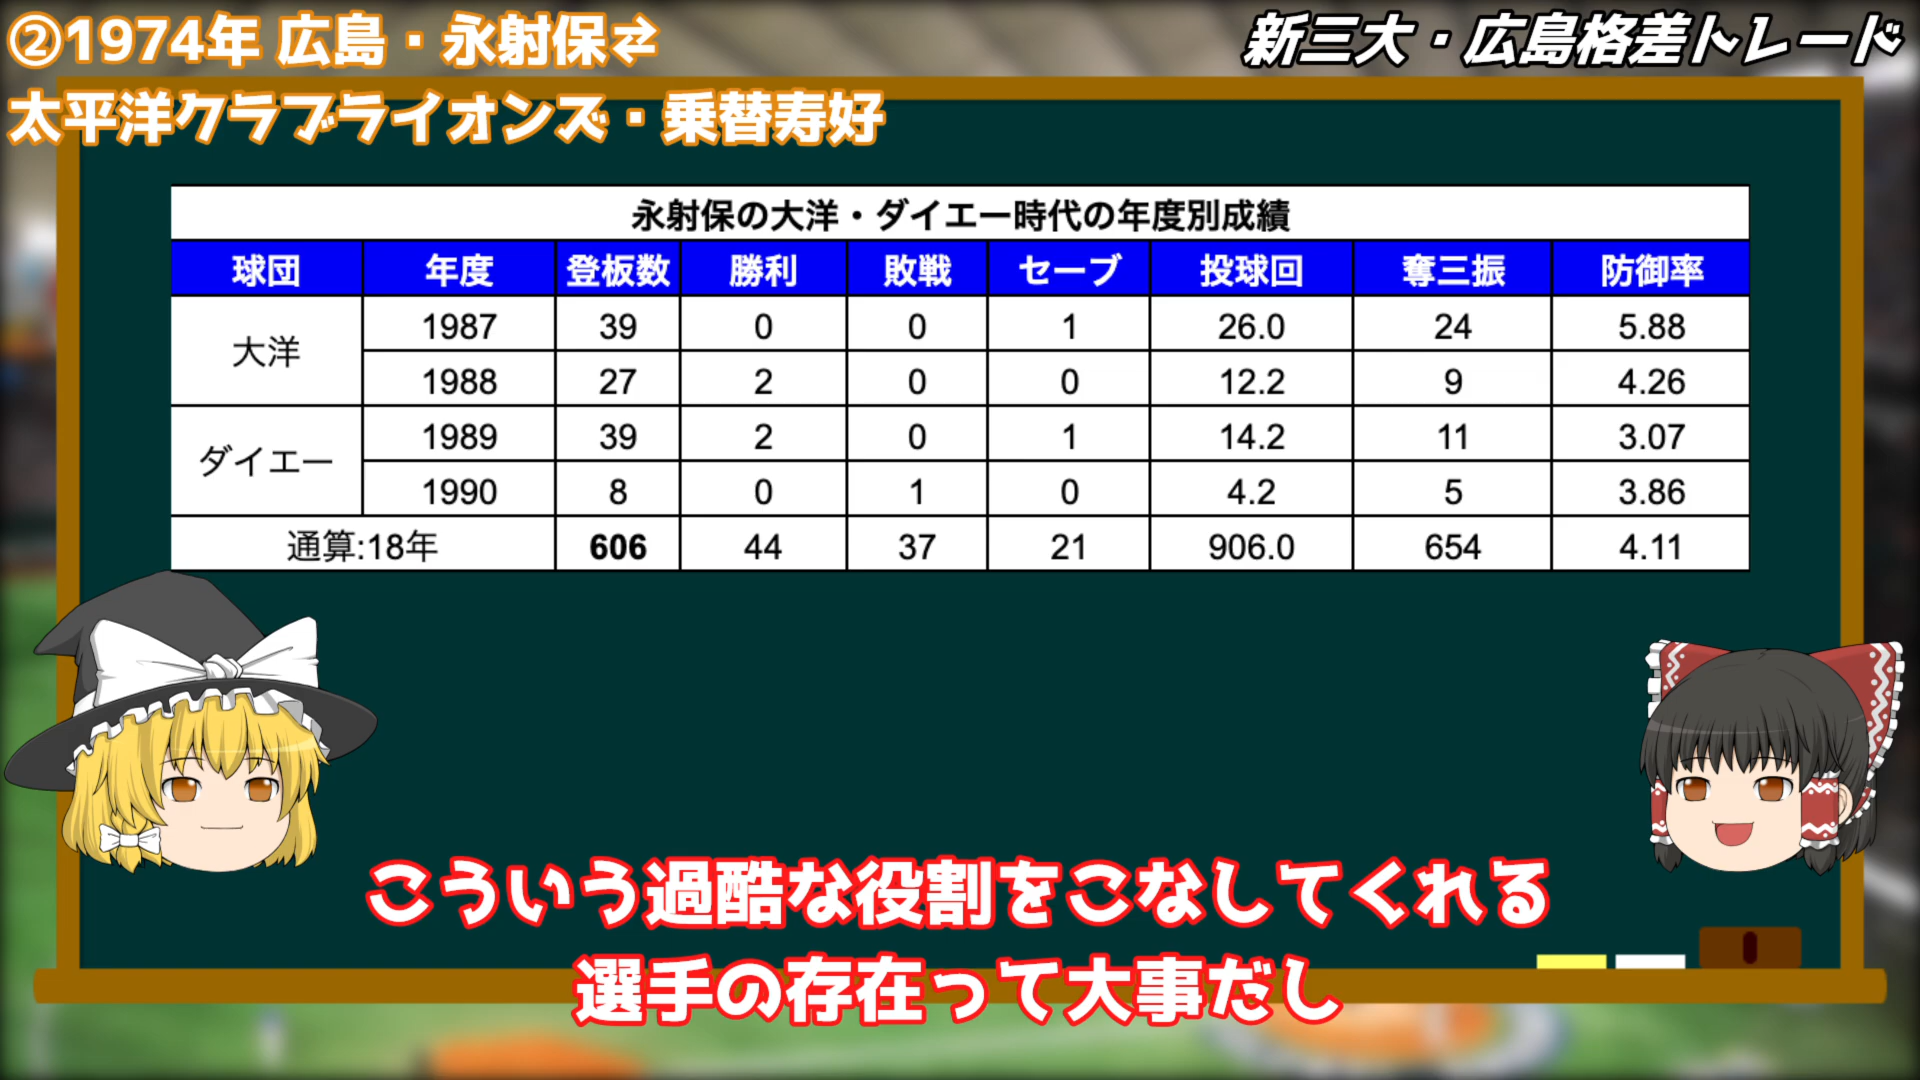 ②1974年 広島・永射保⇄
太平洋クラブライオンズ・乗替寿好
新三大・広島格差トレード
永射保の大洋・ダイエー時代の年度別成績
球団 年度 登板数 勝利 敗戦 セーブ 投球回 奪三振 防御率
大洋 1987 39 0 0 1 26.0 24 5.88
1988 27 2 0 0 12.2 9 4.26
ダイエー 1989 39 2 0 1 14.2 11 3.07
1990 8 0 1 0 4.2 5 3.86
通算:18年 606 44 37 21 906.0 654 4.11
こういう過酷な役割をこなしてくれる
選手の存在って大事だし